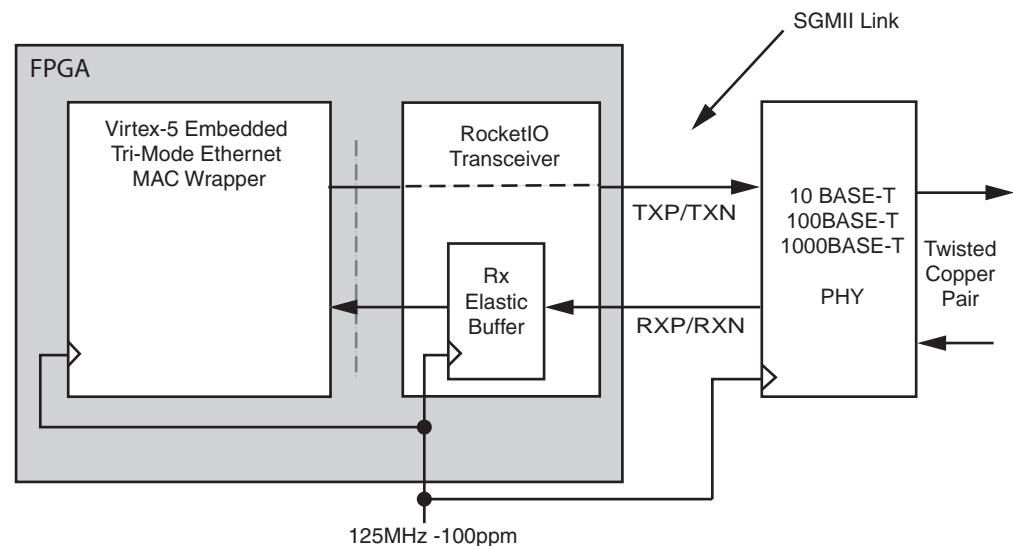 SGMII Link
FPGA
Virtex-5 Embedded
Tri-Mode Ethernet
MAC Wrapper
RocketIO
Transceiver
TXP/TXN
10 BASE-T
100BASE-T
1000BASE-T
PHY
Twisted
Copper
Pair
Rx
Elastic
Buffer
RXP/RXN
125MHz -100ppm